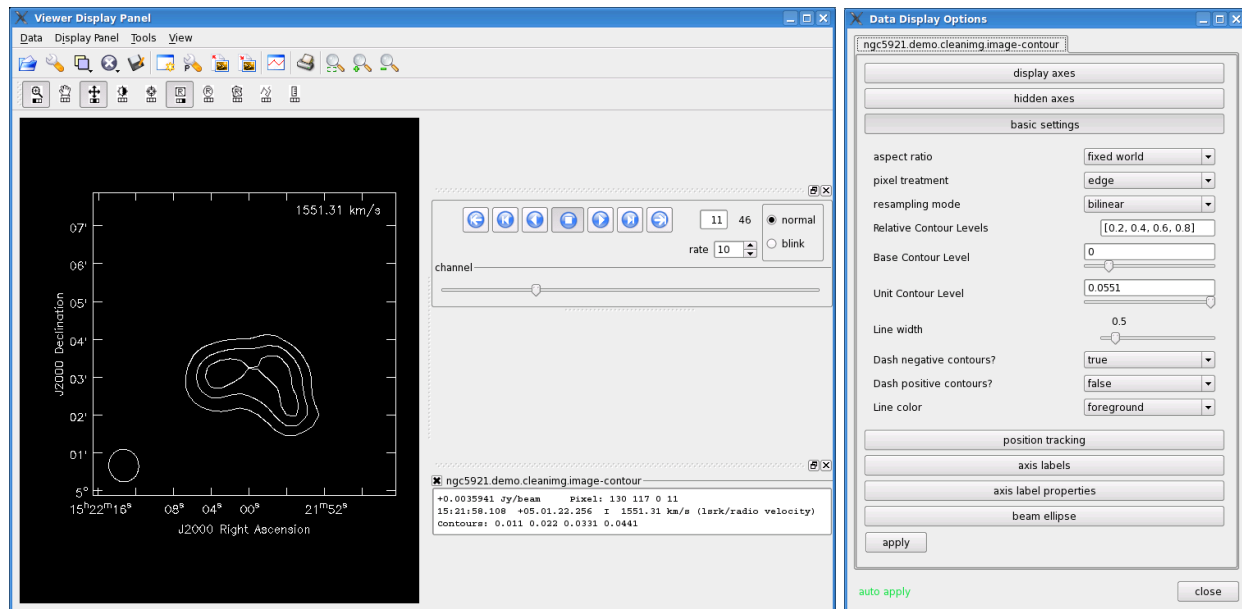 Viewer Display Panel
Data Display Panel Tools View
1551.31 km/s
07'
06'
05'
04'
03'
02'
01'
5°
J2000 Declination
15ʰ22ᵐ16ˢ 08ˢ 04ˢ 00ˢ 21ᵐ52ˢ
J2000 Right Ascension
11 46 normal
rate 10 blink
channel
ngc5921.demo.cleanimg.image-contour
+0.0035941 Jy/beam Pixel: 130 117 0 11
15:21:58.108 +05.01.22.256 I 1551.31 km/s (lsrk/radio velocity)
Contours: 0.011 0.022 0.0331 0.0441
Data Display Options
ngc5921.demo.cleanimg.image-contour
display axes
hidden axes
basic settings
aspect ratio fixed world
pixel treatment edge
resampling mode bilinear
Relative Contour Levels [0.2, 0.4, 0.6, 0.8]
Base Contour Level 0
Unit Contour Level 0.0551
Line width 0.5
Dash negative contours? true
Dash positive contours? false
Line color foreground
position tracking
axis labels
axis label properties
beam ellipse
apply
auto apply close